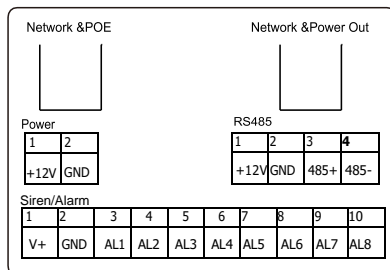 Network &POE Network &Power Out
Power RS485
1 2 1 2 3 4
+12V GND +12V GND 485+ 485-
Siren/Alarm
1 2 3 4 5 6 7 8 9 10
V+ GND AL1 AL2 AL3 AL4 AL5 AL6 AL7 AL8